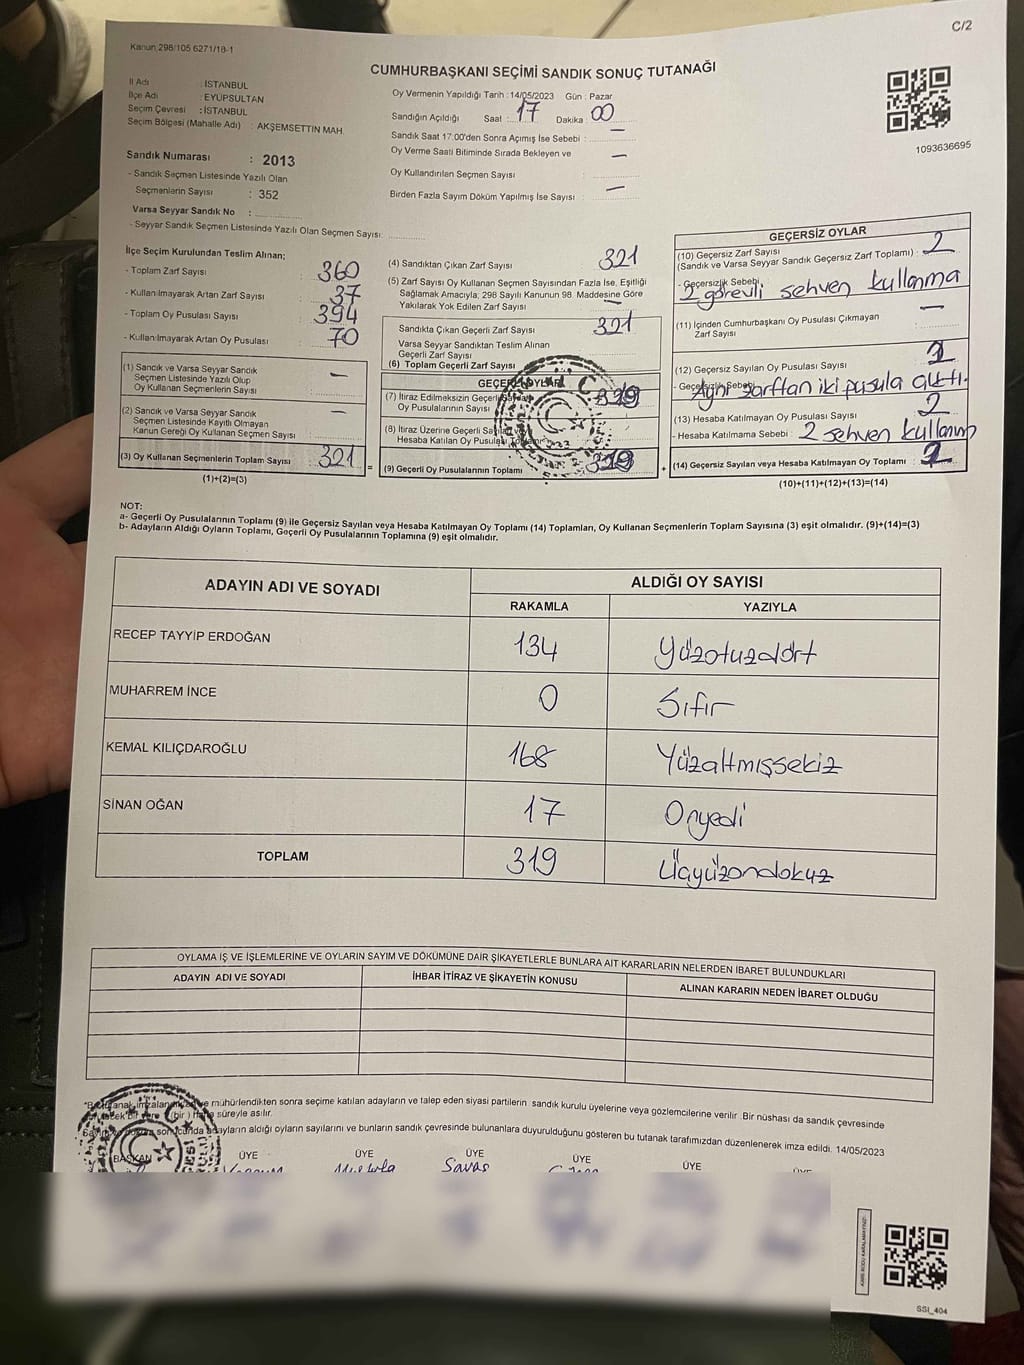 C/2
Kanun 298/105 6271/18-1
CUMHURBAŞKANI SEÇİMİ SANDIK SONUÇ TUTANAĞI
İl Adı : İSTANBUL
İlçe Adı : EYÜPSULTAN
Seçim Çevresi : İSTANBUL
Seçim Bölgesi (Mahalle Adı) : AKŞEMSETTİN MAH.
Sandık Numarası : 2013
- Sandık Seçmen Listesinde Yazılı Olan
Seçmenlerin Sayısı : 352
Varsa Seyyar Sandık No :
- Seyyar Sandık Seçmen Listesinde Yazılı Olan Seçmen Sayısı:
Oy Vermenin Yapıldığı Tarih : 14/05/2023 Gün : Pazar
Sandığın Açıldığı Saat : 17 Dakika : 00
Sandık Saat 17:00'den Sonra Açımış İse Sebebi : —
Oy Verme Saati Bitiminde Sırada Bekleyen ve —
Oy Kullandırılan Seçmen Sayısı :
Birden Fazla Sayım Döküm Yapılmış İse Sayısı : —
1093636695
İlçe Seçim Kurulundan Teslim Alınan;
- Toplam Zarf Sayısı : 360
- Kullanılmayarak Artan Zarf Sayısı : 37
- Toplam Oy Pusulası Sayısı : 394
- Kullanılmayarak Artan Oy Pusulası : 70
(1) Sandık ve Varsa Seyyar Sandık
Seçmen Listesinde Yazılı Olup
Oy Kullanan Seçmenlerin Sayısı —
(2) Sandık ve Varsa Seyyar Sandık
Seçmen Listesinde Kayıtlı Olmayan
Kanun Gereği Oy Kullanan Seçmen Sayısı —
(3) Oy Kullanan Seçmenlerin Toplam Sayısı 321
(1)+(2)=(3)
(4) Sandıktan Çıkan Zarf Sayısı 321
(5) Zarf Sayısı Oy Kullanan Seçmen Sayısından Fazla İse, Eşitliği
Sağlamak Amacıyla; 298 Sayılı Kanunun 98. Maddesine Göre
Yakılarak Yok Edilen Zarf Sayısı —
Sandıkta Çıkan Geçerli Zarf Sayısı 321
Varsa Seyyar Sandıktan Teslim Alınan
Geçerli Zarf Sayısı
(6) Toplam Geçerli Zarf Sayısı
GEÇERLİ OYLAR
(7) İtiraz Edilmeksizin Geçerli Sayılan
Oy Pusulalarının Sayısı 319
(8) İtiraz Üzerine Geçerli Sayılan veya
Hesaba Katılan Oy Pusulası Toplamı
(9) Geçerli Oy Pusulalarının Toplamı 319
GEÇERSİZ OYLAR
(10) Geçersiz Zarf Sayısı 2
(Sandık ve Varsa Seyyar Sandık Geçersiz Zarf Toplamı) :
- Geçersizlik Sebebi : 2 görevli sehven kullanma
(11) İçinden Cumhurbaşkanı Oy Pusulası Çıkmayan
Zarf Sayısı : —
(12) Geçersiz Sayılan Oy Pusulası Sayısı
- Geçersizlik Sebebi Aynı zarftan iki pusula çıktı.
(13) Hesaba Katılmayan Oy Pusulası Sayısı 2
- Hesaba Katılmama Sebebi : 2 sehven kullanım
(14) Geçersiz Sayılan veya Hesaba Katılmayan Oy Toplamı : 2
(10)+(11)+(12)+(13)=(14)
NOT:
a- Geçerli Oy Pusulalarının Toplamı (9) ile Geçersiz Sayılan veya Hesaba Katılmayan Oy Toplamı (14) Toplamları, Oy Kullanan Seçmenlerin Toplam Sayısına (3) eşit olmalıdır. (9)+(14)=(3)
b- Adayların Aldığı Oyların Toplamı, Geçerli Oy Pusulalarının Toplamına (9) eşit olmalıdır.
ADAYIN ADI VE SOYADI ALDIĞI OY SAYISI
RAKAMLA YAZIYLA
RECEP TAYYİP ERDOĞAN 134 Yüzotuzdört
MUHARREM İNCE 0 Sıfır
KEMAL KILIÇDAROĞLU 168 Yüzaltmışsekiz
SİNAN OĞAN 17 Onyedi
TOPLAM 319 Üçyüzondokuz
OYLAMA İŞ VE İŞLEMLERİNE VE OYLARIN SAYIM VE DÖKÜMÜNE DAİR ŞİKAYETLERLE BUNLARA AİT KARARLARIN NELERDEN İBARET BULUNDUKLARI
ADAYIN ADI VE SOYADI İHBAR İTİRAZ VE ŞİKAYETİN KONUSU ALINAN KARARIN NEDEN İBARET OLDUĞU
mühürlendikten sonra seçime katılan adayların ve talep eden siyasi partilerin sandık kurulu üyelerine veya gözlemcilerine verilir. Bir nüshası da sandık çevresinde
(bir) hafta süreyle asılır.
sonucunda adayların aldığı oyların sayılarını ve bunların sandık çevresinde bulunanlara duyurulduğunu gösteren bu tutanak tarafımızdan düzenlenerek imza edildi. 14/05/2023
BAŞKAN ÜYE ÜYE ÜYE ÜYE ÜYE
Mustafa Savaş
SSI_404